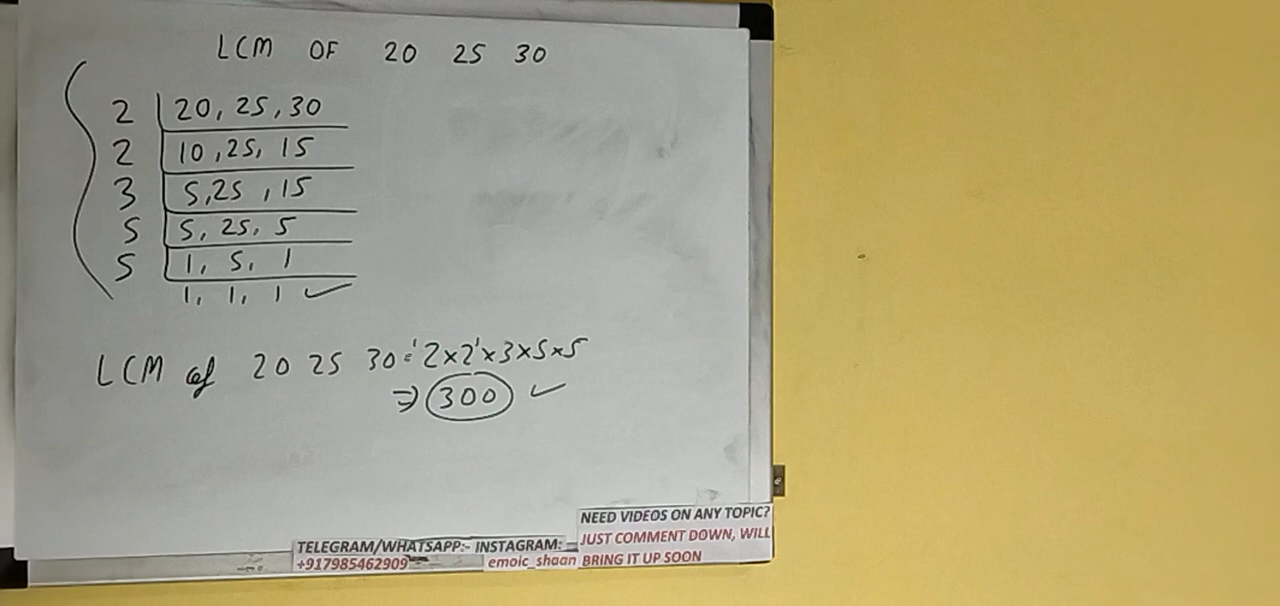 LCM OF 20 25 30
2 20, 25, 30
2 10, 25, 15
3 5, 25, 15
5 5, 25, 5
5 1, 5, 1
1, 1, 1 ✓
LCM of 20 25 30 = 2×2×3×5×5
⇒ 300 ✓
NEED VIDEOS ON ANY TOPIC?
JUST COMMENT DOWN, WILL
BRING IT UP SOON
TELEGRAM/WHATSAPP:- INSTAGRAM:-
+917985462909 emoic_shaan